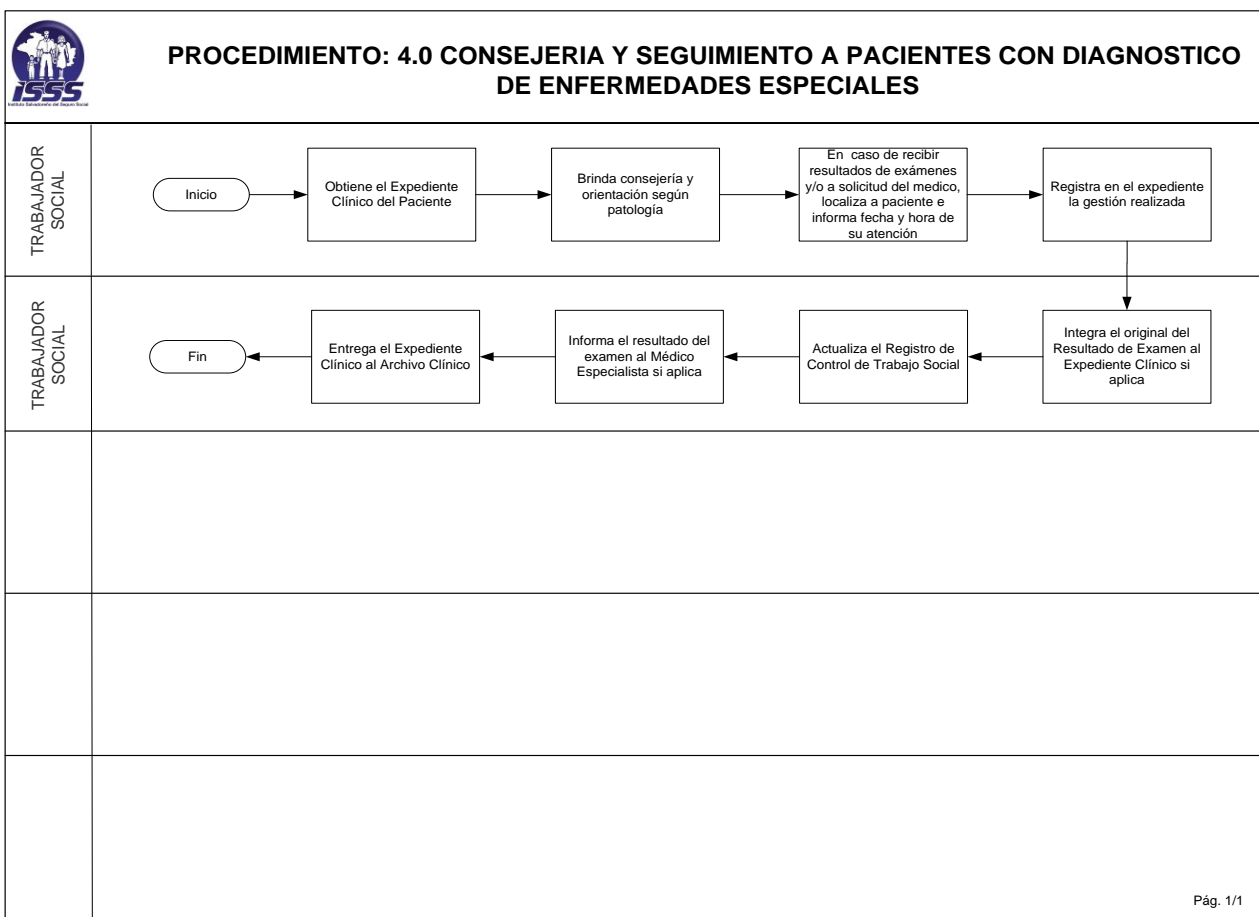 PROCEDIMIENTO: 4.0 CONSEJERIA Y SEGUIMIENTO A PACIENTES CON DIAGNOSTICO
DE ENFERMEDADES ESPECIALES
ISSS
Instituto Salvadoreño del Seguro Social
TRABAJADOR
SOCIAL
Inicio
Obtiene el Expediente
Clínico del Paciente
Brinda consejería y
orientación según
patología
En caso de recibir
resultados de exámenes
y/o a solicitud del medico,
localiza a paciente e
informa fecha y hora de
su atención
Registra en el expediente
la gestión realizada
TRABAJADOR
SOCIAL
Integra el original del
Resultado de Examen al
Expediente Clínico si
aplica
Actualiza el Registro de
Control de Trabajo Social
Informa el resultado del
examen al Médico
Especialista si aplica
Entrega el Expediente
Clínico al Archivo Clínico
Fin
Pág. 1/1